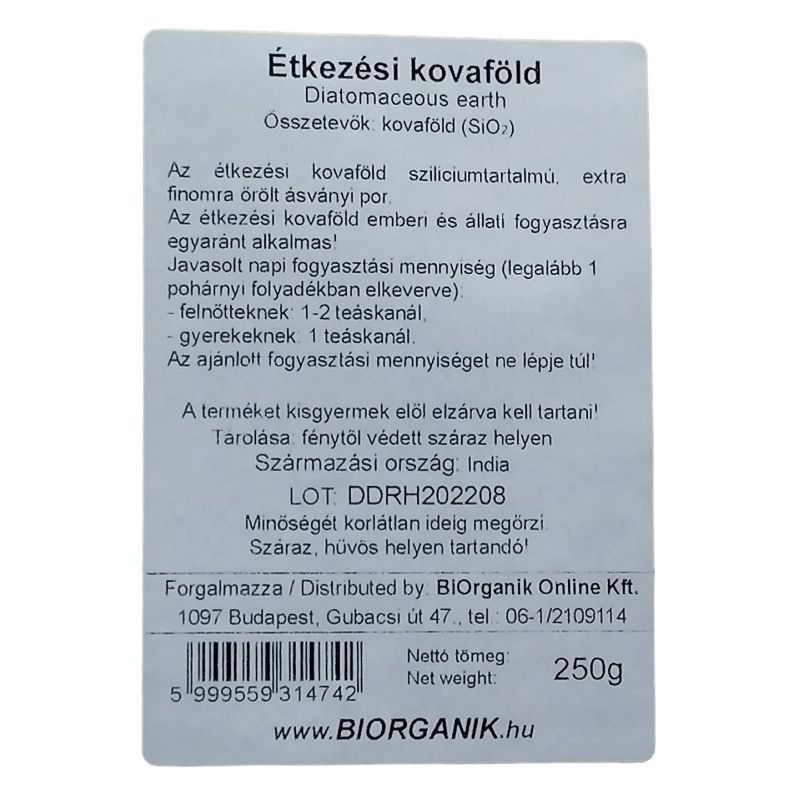 Étkezési kovaföld
Diatomaceous earth
Összetevők: kovaföld (SiO₂)
Az étkezési kovaföld sziliciumtartalmú, extra
finomra őrölt ásványi por.
Az étkezési kovaföld emberi és állati fogyasztásra
egyaránt alkalmas!
Javasolt napi fogyasztási mennyiség (legalább 1
pohárnyi folyadékban elkeverve):
- felnőtteknek: 1-2 teáskanál,
- gyerekeknek: 1 teáskanál.
Az ajánlott fogyasztási mennyiséget ne lépje túl!
A terméket kisgyermek elől elzárva kell tartani!
Tárolása: fénytől védett száraz helyen
Származási ország: India
LOT: DDRH202208
Minőségét korlátlan ideig megőrzi.
Száraz, hűvös helyen tartandó!
Forgalmazza / Distributed by: BiOrganik Online Kft.
1097 Budapest, Gubacsi út 47., tel.: 06-1/2109114
Nettó tömeg:
Net weight:
250g
5 999559 314742
www.BIORGANIK.hu